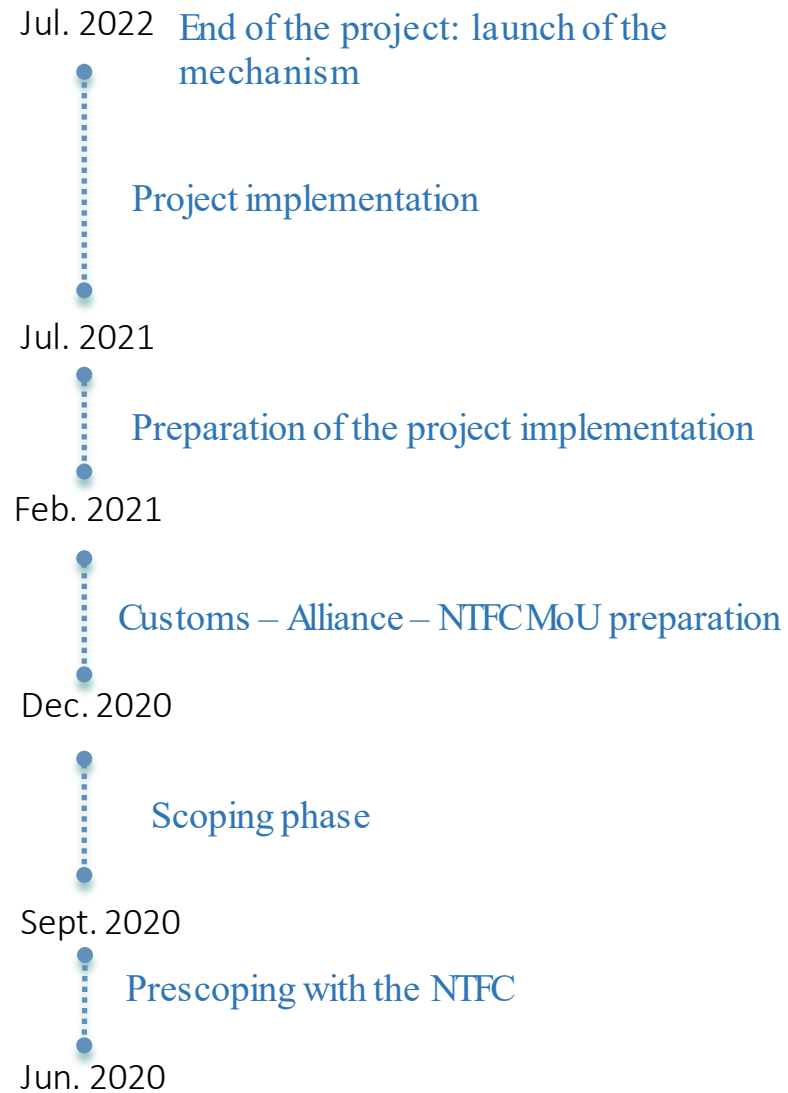 Jul. 2022
End of the project: launch of the
mechanism
Project implementation
Jul. 2021
Preparation of the project implementation
Feb. 2021
Customs – Alliance – NTFC MoU preparation
Dec. 2020
Scoping phase
Sept. 2020
Prescoping with the NTFC
Jun. 2020